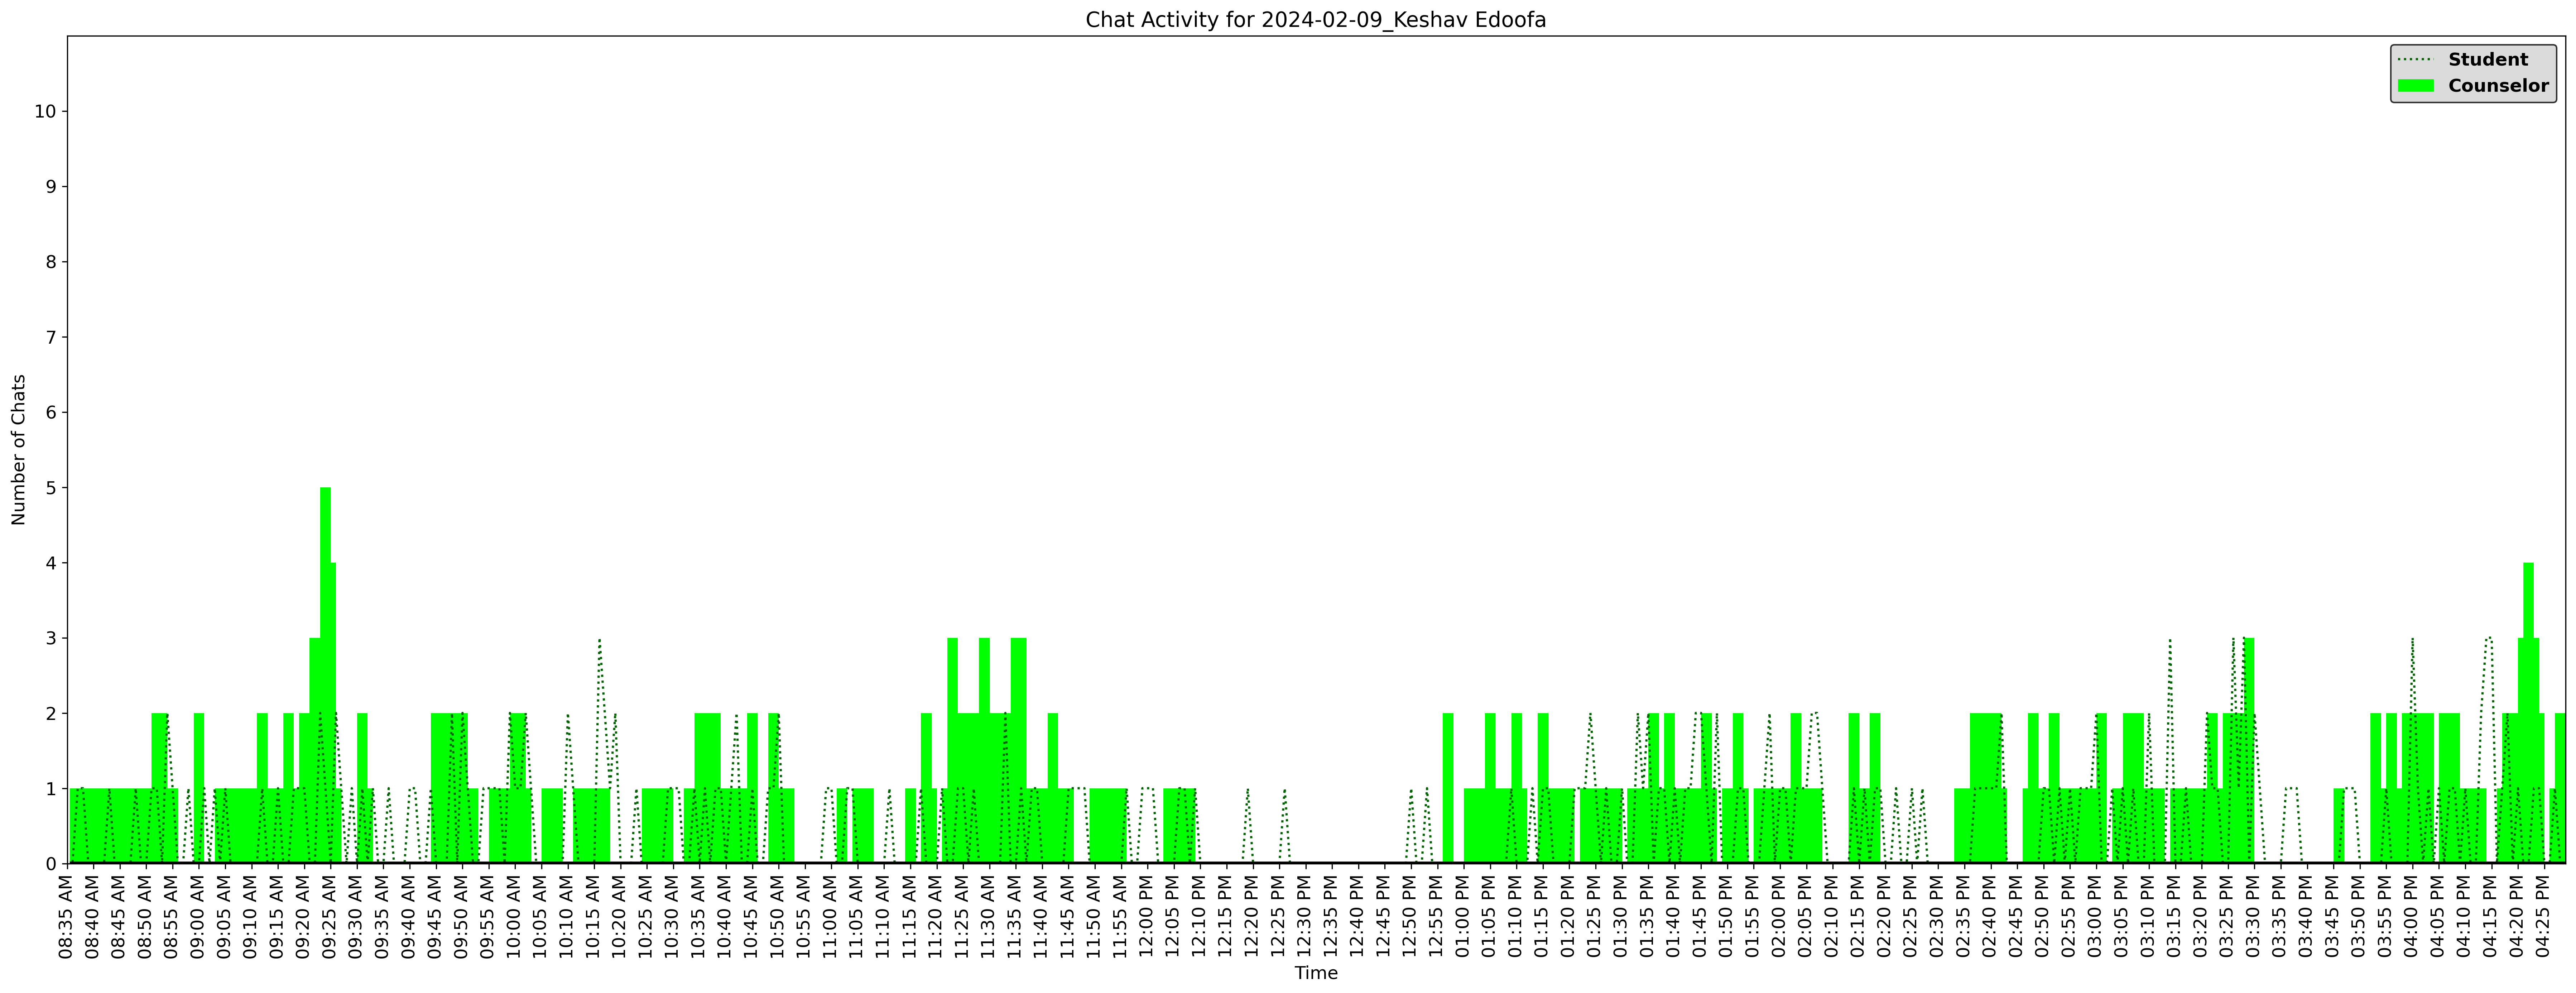 Chat Activity for 2024-02-09_Keshav Edoofa
Student
Counselor
Number of Chats
10
9
8
7
6
5
4
3
2
1
0
08:35 AM
08:40 AM
08:45 AM
08:50 AM
08:55 AM
09:00 AM
09:05 AM
09:10 AM
09:15 AM
09:20 AM
09:25 AM
09:30 AM
09:35 AM
09:40 AM
09:45 AM
09:50 AM
09:55 AM
10:00 AM
10:05 AM
10:10 AM
10:15 AM
10:20 AM
10:25 AM
10:30 AM
10:35 AM
10:40 AM
10:45 AM
10:50 AM
10:55 AM
11:00 AM
11:05 AM
11:10 AM
11:15 AM
11:20 AM
11:25 AM
11:30 AM
11:35 AM
11:40 AM
11:45 AM
11:50 AM
11:55 AM
12:00 PM
12:05 PM
12:10 PM
12:15 PM
12:20 PM
12:25 PM
12:30 PM
12:35 PM
12:40 PM
12:45 PM
12:50 PM
12:55 PM
01:00 PM
01:05 PM
01:10 PM
01:15 PM
01:20 PM
01:25 PM
01:30 PM
01:35 PM
01:40 PM
01:45 PM
01:50 PM
01:55 PM
02:00 PM
02:05 PM
02:10 PM
02:15 PM
02:20 PM
02:25 PM
02:30 PM
02:35 PM
02:40 PM
02:45 PM
02:50 PM
02:55 PM
03:00 PM
03:05 PM
03:10 PM
03:15 PM
03:20 PM
03:25 PM
03:30 PM
03:35 PM
03:40 PM
03:45 PM
03:50 PM
03:55 PM
04:00 PM
04:05 PM
04:10 PM
04:15 PM
04:20 PM
04:25 PM
Time